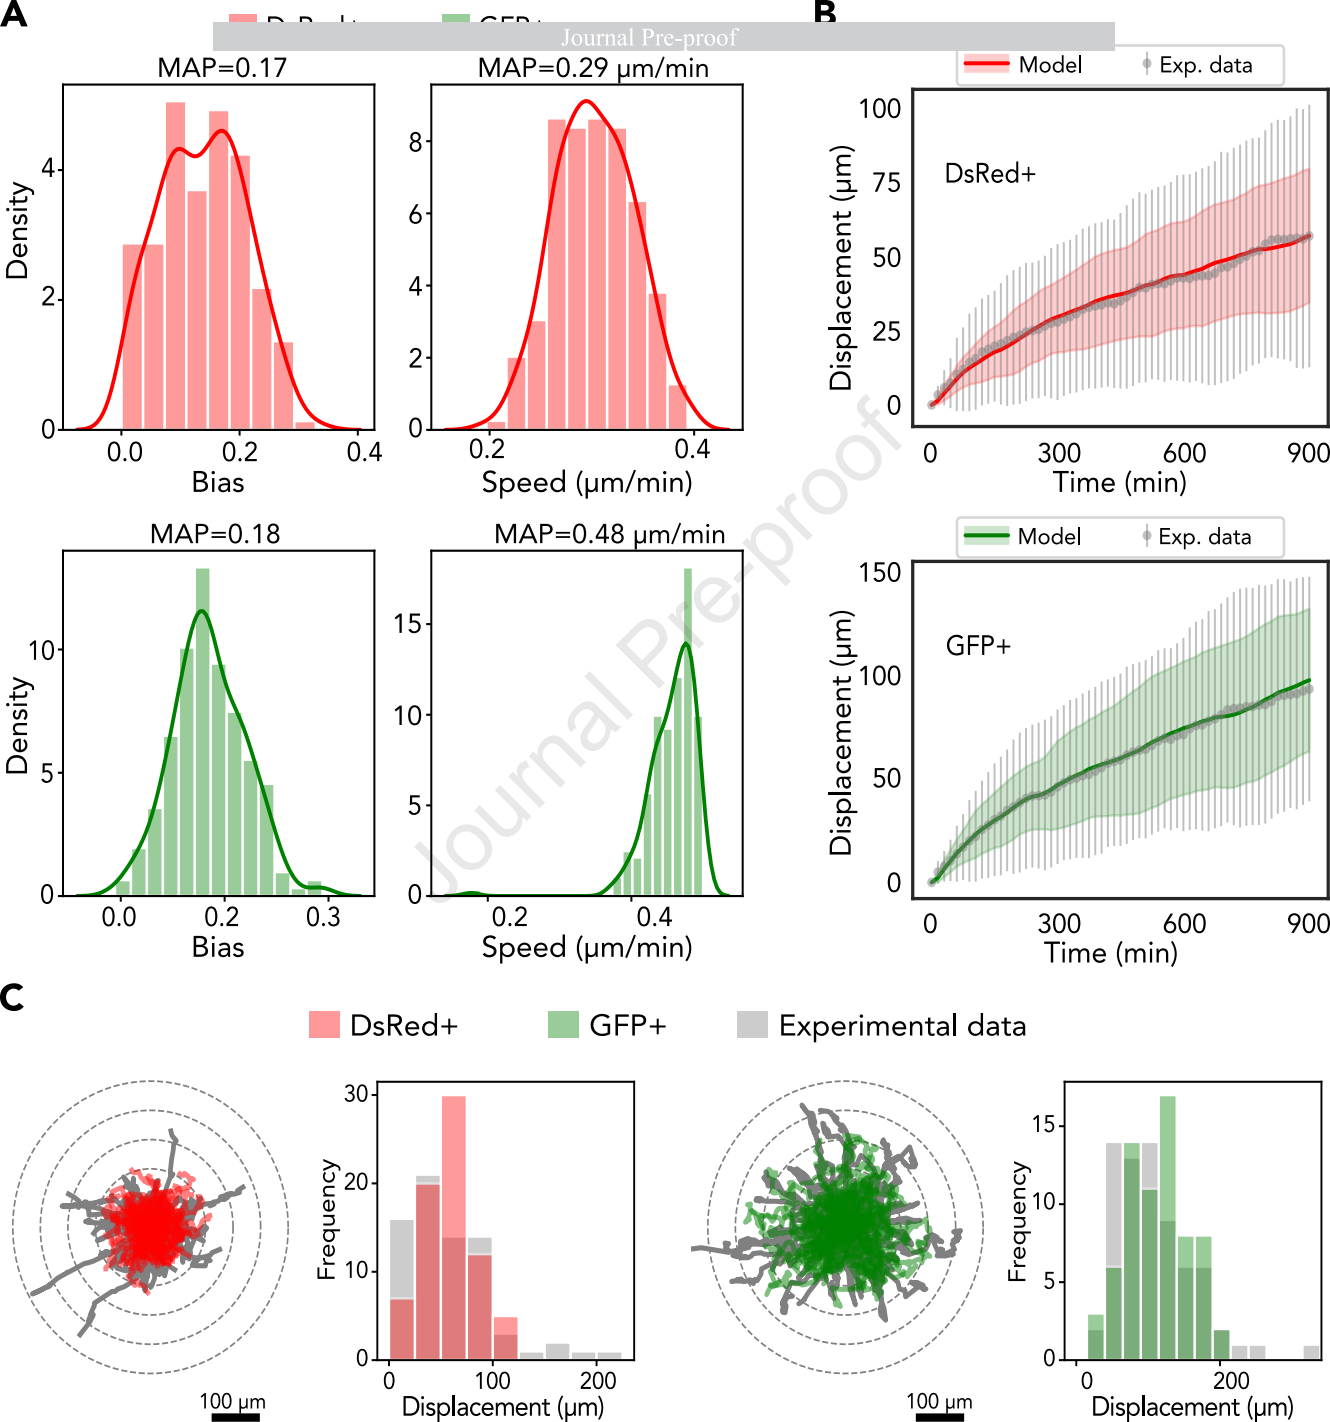 A
B
Journal Pre-proof
MAP=0.17
MAP=0.29 µm/min
Model
Exp. data
Density
4
2
0
0.0
0.2
0.4
Bias
8
6
4
2
0
0.2
0.4
Speed (µm/min)
Displacement (µm)
100
75
50
25
0
DsRed+
0
300
600
900
Time (min)
MAP=0.18
MAP=0.48 µm/min
Model
Exp. data
Density
10
5
0
0.0
0.2
0.3
Bias
15
10
5
0
0.2
0.4
Speed (µm/min)
Displacement (µm)
150
100
50
0
GFP+
0
300
600
900
Time (min)
Journal Pre-proof
C
DsRed+
GFP+
Experimental data
100 µm
Frequency
30
20
10
0
0
100
200
Displacement (µm)
100 µm
Frequency
15
10
5
0
0
200
Displacement (µm)